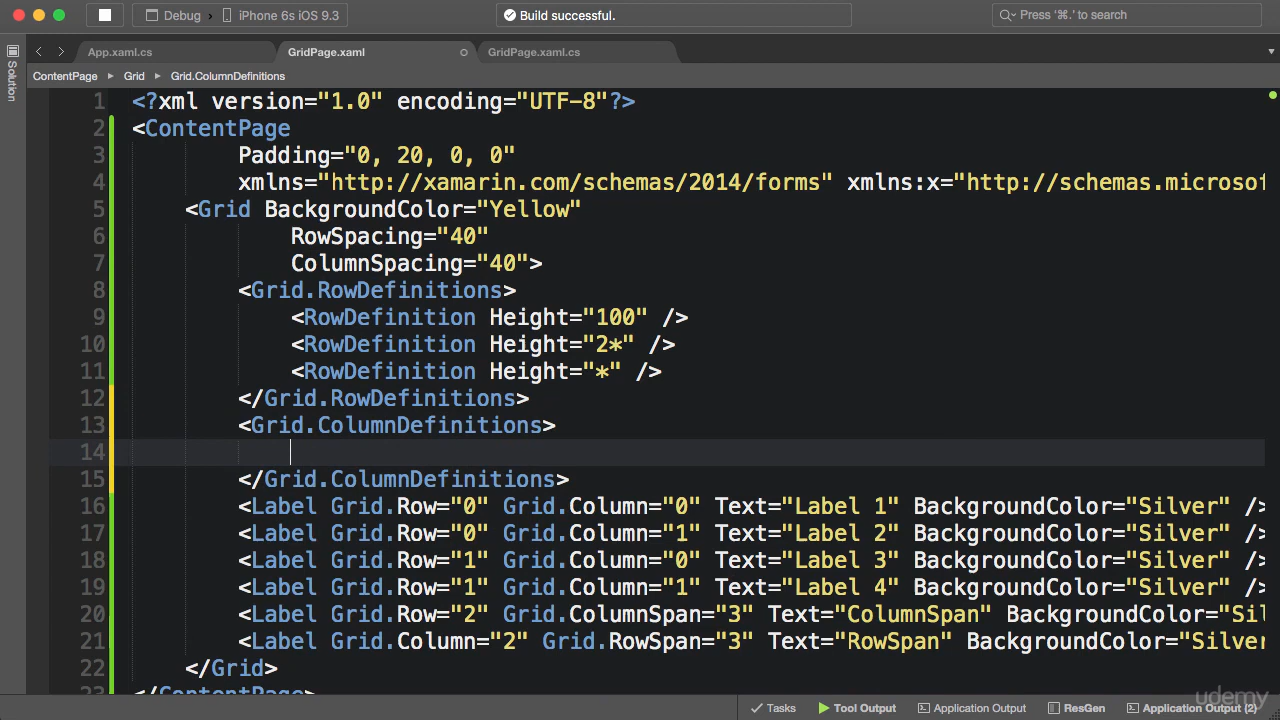 Debug > iPhone 6s iOS 9.3
Build successful.
Press '⌘.' to search
Solution
App.xaml.cs
GridPage.xaml
GridPage.xaml.cs
ContentPage ▸ Grid ▸ Grid.ColumnDefinitions
1 <?xml version="1.0" encoding="UTF-8"?>
2 <ContentPage
3 Padding="0, 20, 0, 0"
4 xmlns="http://xamarin.com/schemas/2014/forms" xmlns:x="http://schemas.microsof
5 <Grid BackgroundColor="Yellow"
6 RowSpacing="40"
7 ColumnSpacing="40">
8 <Grid.RowDefinitions>
9 <RowDefinition Height="100" />
10 <RowDefinition Height="2*" />
11 <RowDefinition Height="*" />
12 </Grid.RowDefinitions>
13 <Grid.ColumnDefinitions>
14
15 </Grid.ColumnDefinitions>
16 <Label Grid.Row="0" Grid.Column="0" Text="Label 1" BackgroundColor="Silver" />
17 <Label Grid.Row="0" Grid.Column="1" Text="Label 2" BackgroundColor="Silver" />
18 <Label Grid.Row="1" Grid.Column="0" Text="Label 3" BackgroundColor="Silver" />
19 <Label Grid.Row="1" Grid.Column="1" Text="Label 4" BackgroundColor="Silver" />
20 <Label Grid.Row="2" Grid.ColumnSpan="3" Text="ColumnSpan" BackgroundColor="Sil
21 <Label Grid.Column="2" Grid.RowSpan="3" Text="RowSpan" BackgroundColor="Silver
22 </Grid>
23 </ContentPage>
Tasks
Tool Output
Application Output
ResGen
Application Output (2)
udemy